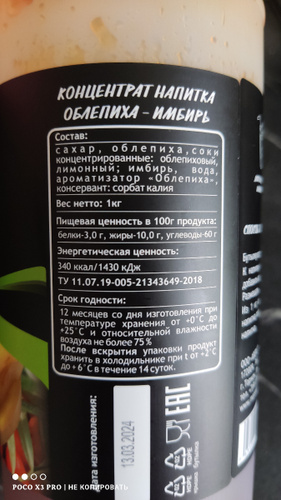 КОНЦЕНТРАТ НАПИТКА
ОБЛЕПИХА – ИМБИРЬ
Состав:
сахар, облепиха, соки
концентрированные: облепиховый,
лимонный; имбирь, вода,
ароматизатор «Облепиха»,
консервант: сорбат калия
Вес нетто: 1кг
Пищевая ценность в 100г продукта:
белки-3,0 г, жиры-10,0 г, углеводы-60 г
Энергетическая ценность:
340 ккал/1430 кДж
ТУ 11.07.19-005-21343649-2018
Срок годности:
12 месяцев со дня изготовления при
температуре хранения от +0°С до
+25°С и относительной влажности
воздуха не более 75%
После вскрытия упаковки продукт
хранить в холодильнике при t от +2°С
до +6°С в течение 14 суток.
Дата изготовления:
13.03.2024
EAC
POCO X3 PRO | НЕ КОПИРОВАТЬ